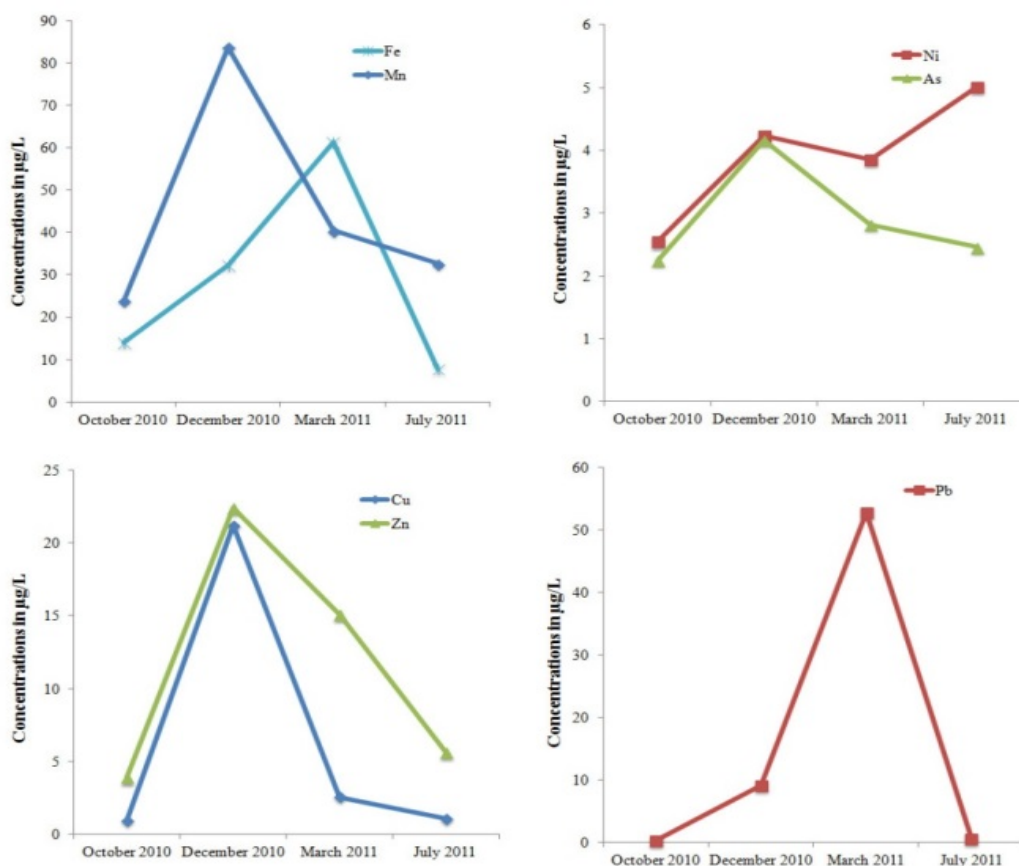 90
80
70
60
50
40
30
20
10
0
Concentrations in µg/L
Fe
Mn
October 2010 December 2010 March 2011 July 2011
6
5
4
3
2
1
0
Concentrations in µg/L
Ni
As
October 2010 December 2010 March 2011 July 2011
25
20
15
10
5
0
Concentrations in µg/L
Cu
Zn
October 2010 December 2010 March 2011 July 2011
60
50
40
30
20
10
0
Concentrations in µg/L
Pb
October 2010 December 2010 March 2011 July 2011